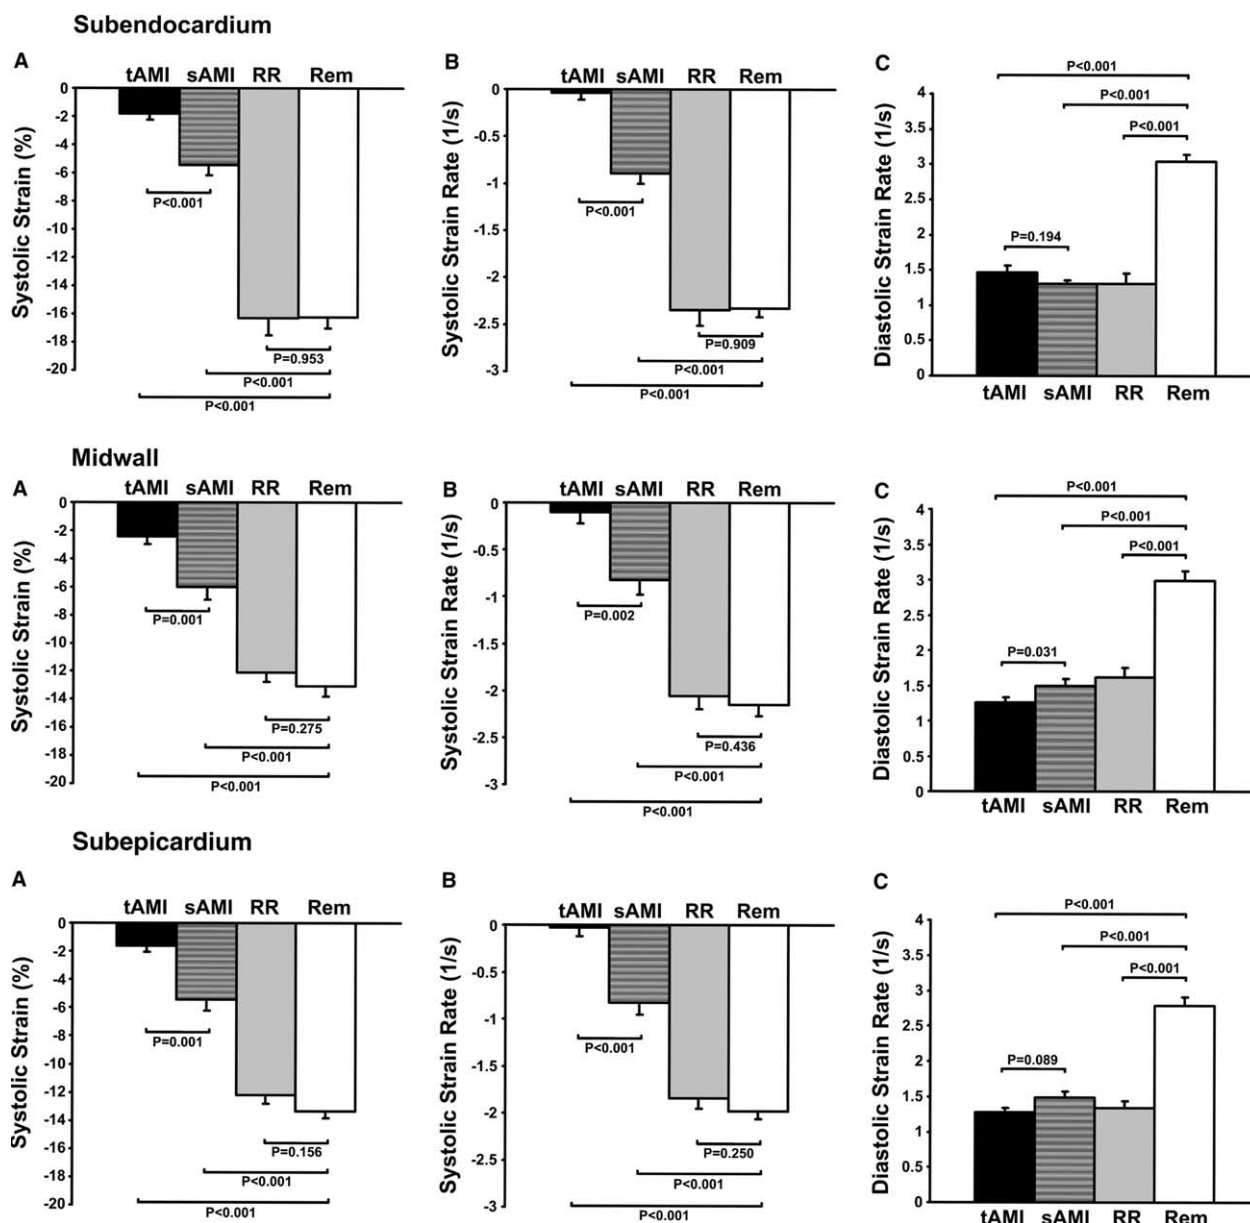 Subendocardium
A
tAMI sAMI RR Rem
Systolic Strain (%)
0
-2
-4
-6
-8
-10
-12
-14
-16
-18
-20
P<0.001
P=0.953
P<0.001
P<0.001
B
tAMI sAMI RR Rem
Systolic Strain Rate (1/s)
0
-0.5
-1
-1.5
-2
-2.5
-3
P<0.001
P=0.909
P<0.001
P<0.001
C
Diastolic Strain Rate (1/s)
4
3.5
3
2.5
2
1.5
1
0.5
0
P<0.001
P<0.001
P<0.001
P=0.194
tAMI sAMI RR Rem
Midwall
A
tAMI sAMI RR Rem
Systolic Strain (%)
0
-2
-4
-6
-8
-10
-12
-14
-16
-18
-20
P=0.001
P=0.275
P<0.001
P<0.001
B
tAMI sAMI RR Rem
Systolic Strain Rate (1/s)
0
-0.5
-1
-1.5
-2
-2.5
-3
P=0.002
P=0.436
P<0.001
P<0.001
C
Diastolic Strain Rate (1/s)
4
3.5
3
2.5
2
1.5
1
0.5
0
P<0.001
P<0.001
P<0.001
P=0.031
tAMI sAMI RR Rem
Subepicardium
A
tAMI sAMI RR Rem
Systolic Strain (%)
0
-2
-4
-6
-8
-10
-12
-14
-16
-18
-20
P=0.001
P=0.156
P<0.001
P<0.001
B
tAMI sAMI RR Rem
Systolic Strain Rate (1/s)
0
-0.5
-1
-1.5
-2
-2.5
-3
P<0.001
P=0.250
P<0.001
P<0.001
C
Diastolic Strain Rate (1/s)
4
3.5
3
2.5
2
1.5
1
0.5
0
P<0.001
P<0.001
P<0.001
P=0.089
tAMI sAMI RR Rem